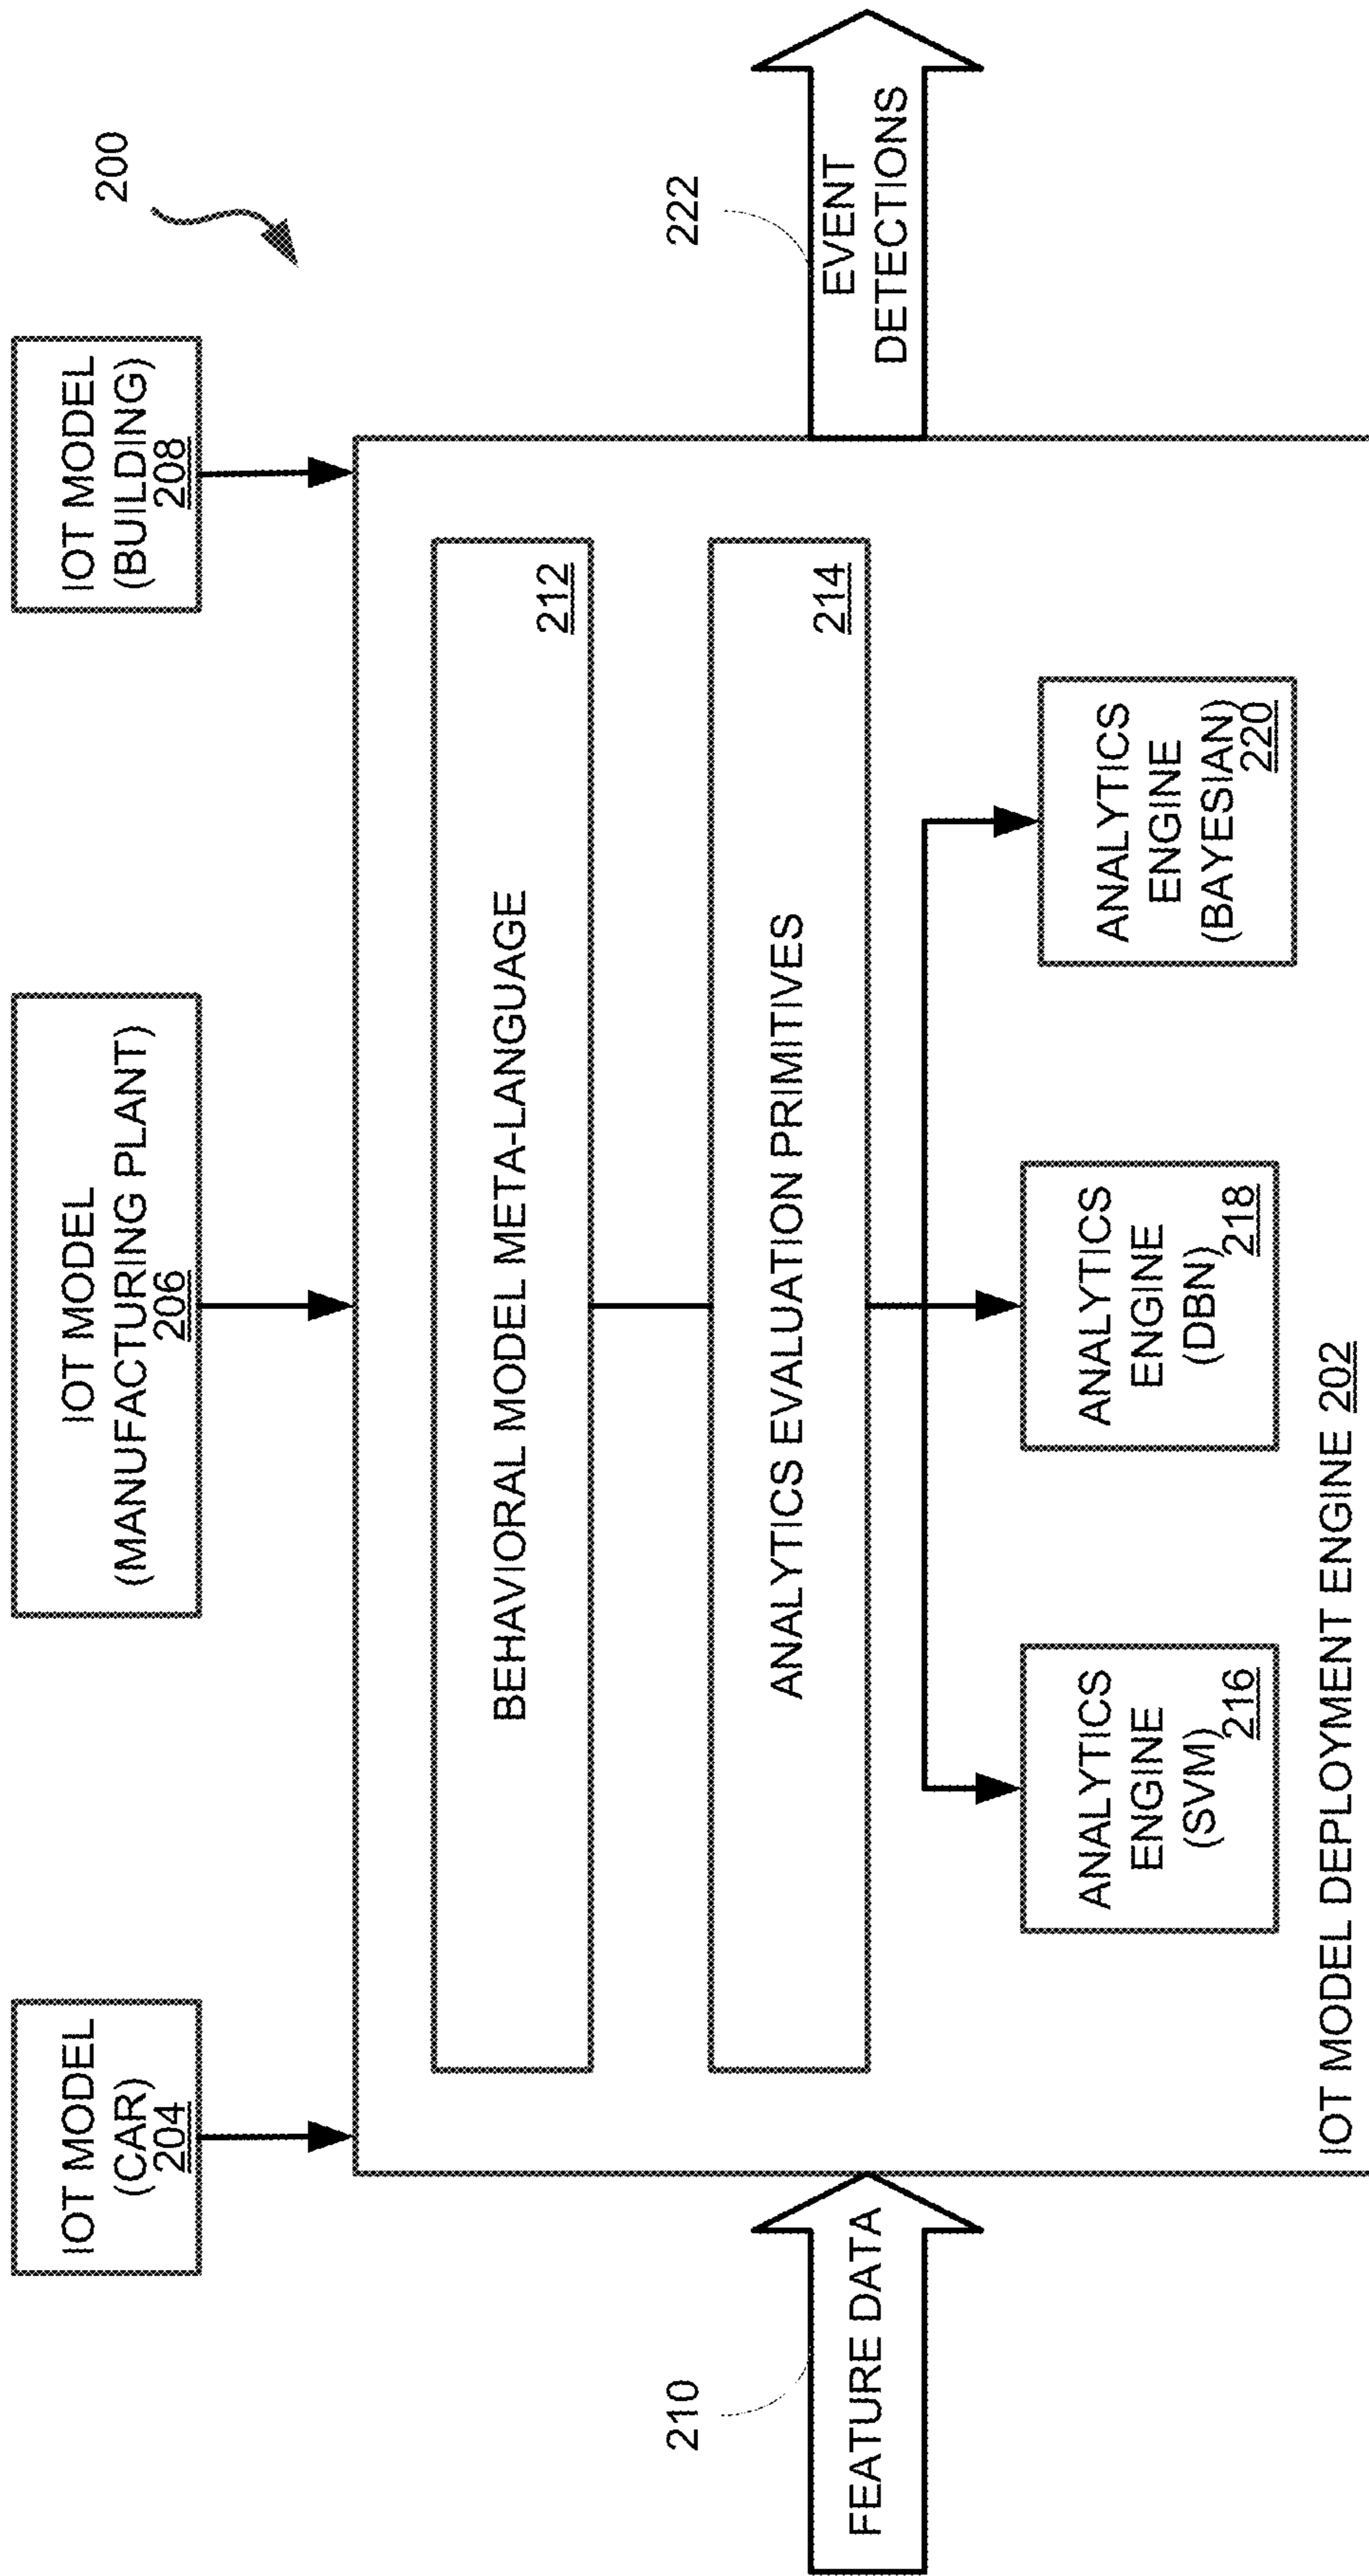 200
IOT MODEL
(CAR)
204
IOT MODEL
(MANUFACTURING PLANT)
206
IOT MODEL
(BUILDING)
208
BEHAVIORAL MODEL META-LANGUAGE
212
210
FEATURE DATA
ANALYTICS EVALUATION PRIMITIVES
214
222
EVENT
DETECTIONS
ANALYTICS
ENGINE
(SVM)
216
ANALYTICS
ENGINE
(DBN)
218
ANALYTICS
ENGINE
(BAYESIAN)
220
IOT MODEL DEPLOYMENT ENGINE 202